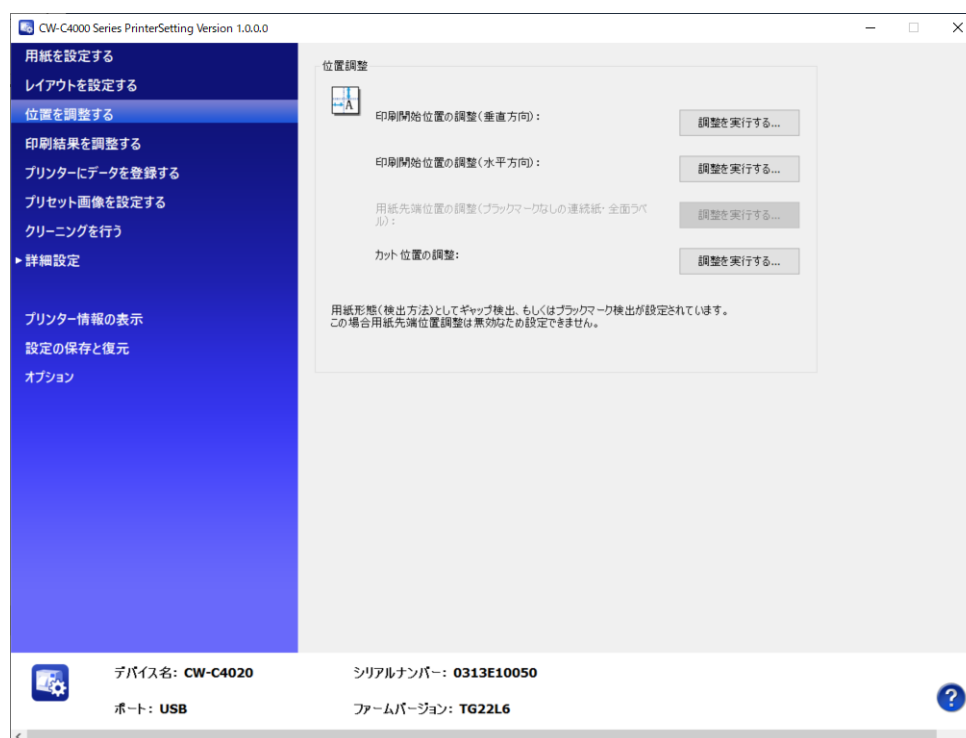 CW-C4000 Series PrinterSetting Version 1.0.0.0
用紙を設定する
レイアウトを設定する
位置を調整する
印刷結果を調整する
プリンターにデータを登録する
プリセット画像を設定する
クリーニングを行う
詳細設定
プリンター情報の表示
設定の保存と復元
オプション
位置調整
A
印刷開始位置の調整(垂直方向):
調整を実行する...
印刷開始位置の調整(水平方向):
調整を実行する...
用紙先端位置の調整(ブラックマークなしの連続紙・全面ラベ
ル):
調整を実行する...
カット位置の調整:
調整を実行する...
用紙形態(検出方法)としてギャップ検出、もしくはブラックマーク検出が設定されています。
この場合用紙先端位置調整は無効なため設定できません。
デバイス名: CW-C4020
シリアルナンバー: 0313E10050
ポート: USB
ファームバージョン: TG22L6
?